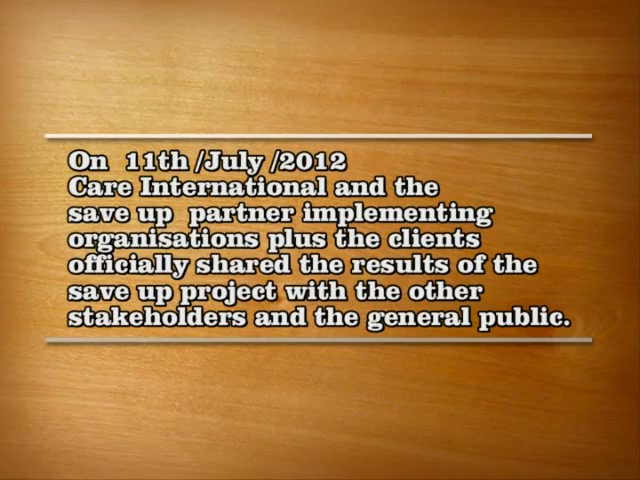 On  11th /July /2012
Care International and the
save up  partner implementing
organisations plus the clients
officially shared the results of the
save up project with the other
stakeholders and the general public.